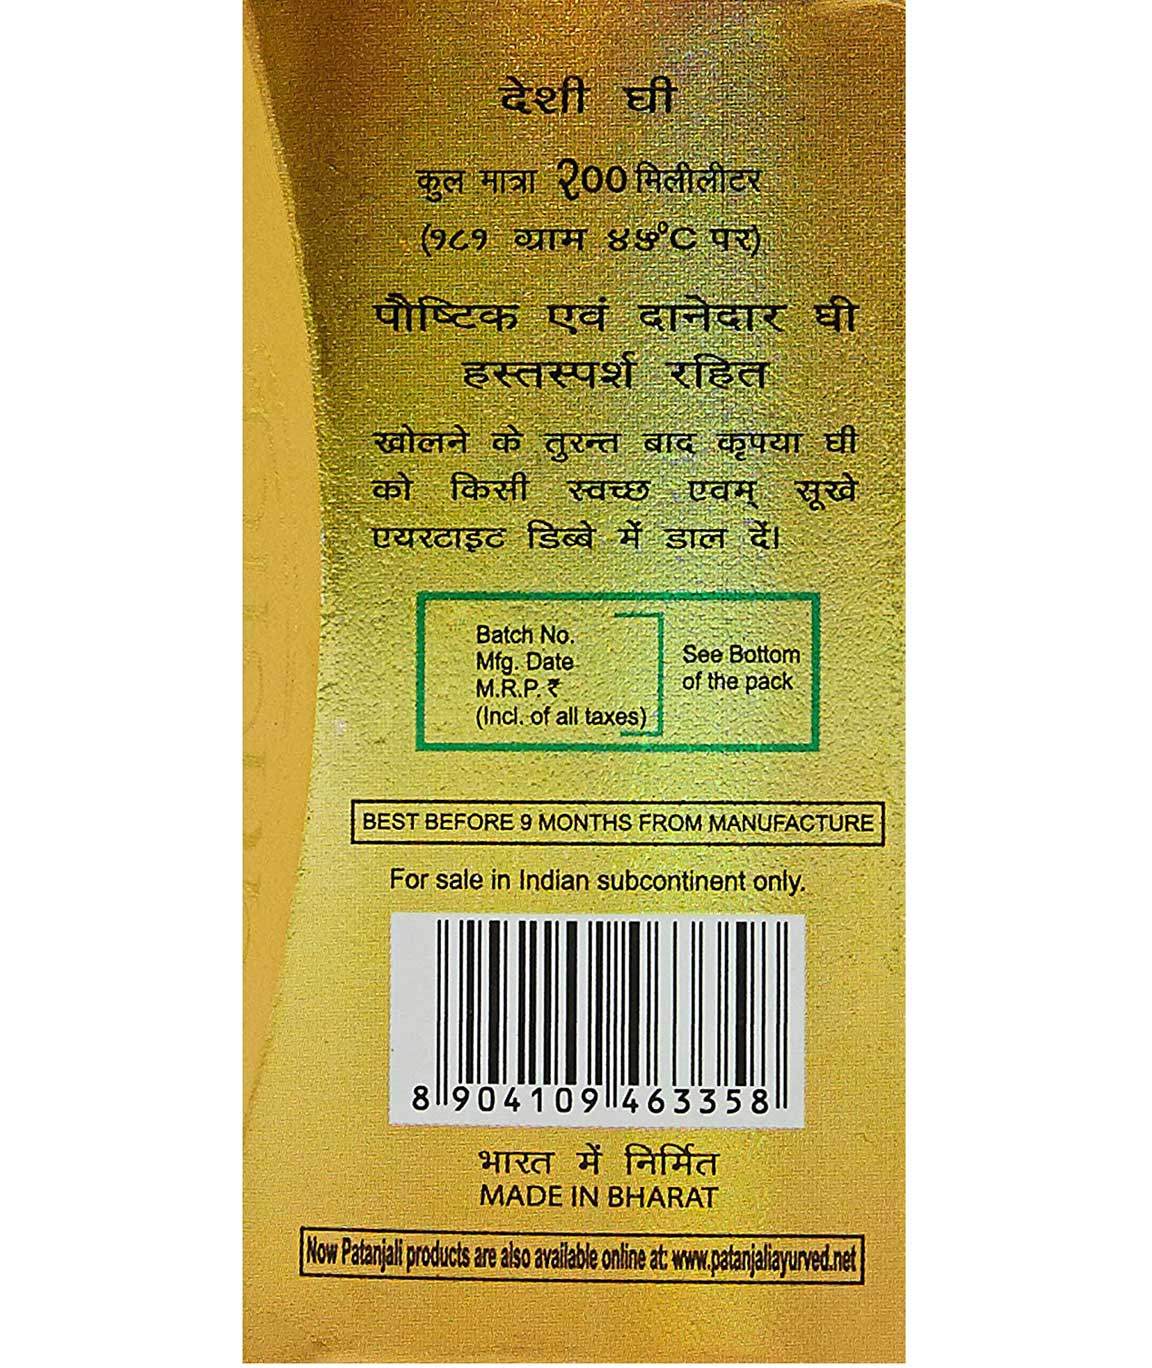 देशी घी
कुल मात्रा २00 मिलीलीटर
(१८१ ग्राम ४५⁰C पर)
पौष्टिक एवं दानेदार घी
हस्तस्पर्श रहित
खोलने के तुरन्त बाद कृपया घी
को किसी स्वच्छ एवम् सूखे
एयरटाइट डिब्बे में डाल दें।
Batch No.
Mfg. Date
M.R.P. ₹
(Incl. of all taxes)
See Bottom
of the pack
BEST BEFORE 9 MONTHS FROM MANUFACTURE
For sale in Indian subcontinent only.
8 904109 463358
भारत में निर्मित
MADE IN BHARAT
Now Patanjali products are also available online at: www.patanjaliayurved.net